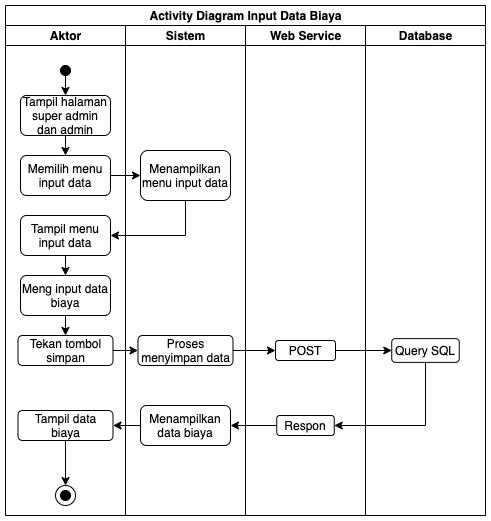 Activity Diagram Input Data Biaya
Aktor
Sistem
Web Service
Database
Tampil halaman
super admin
dan admin
Memilih menu
input data
Menampilkan
menu input data
Tampil menu
input data
Meng input data
biaya
Tekan tombol
simpan
Proses
menyimpan data
POST
Query SQL
Tampil data
biaya
Menampilkan
data biaya
Respon